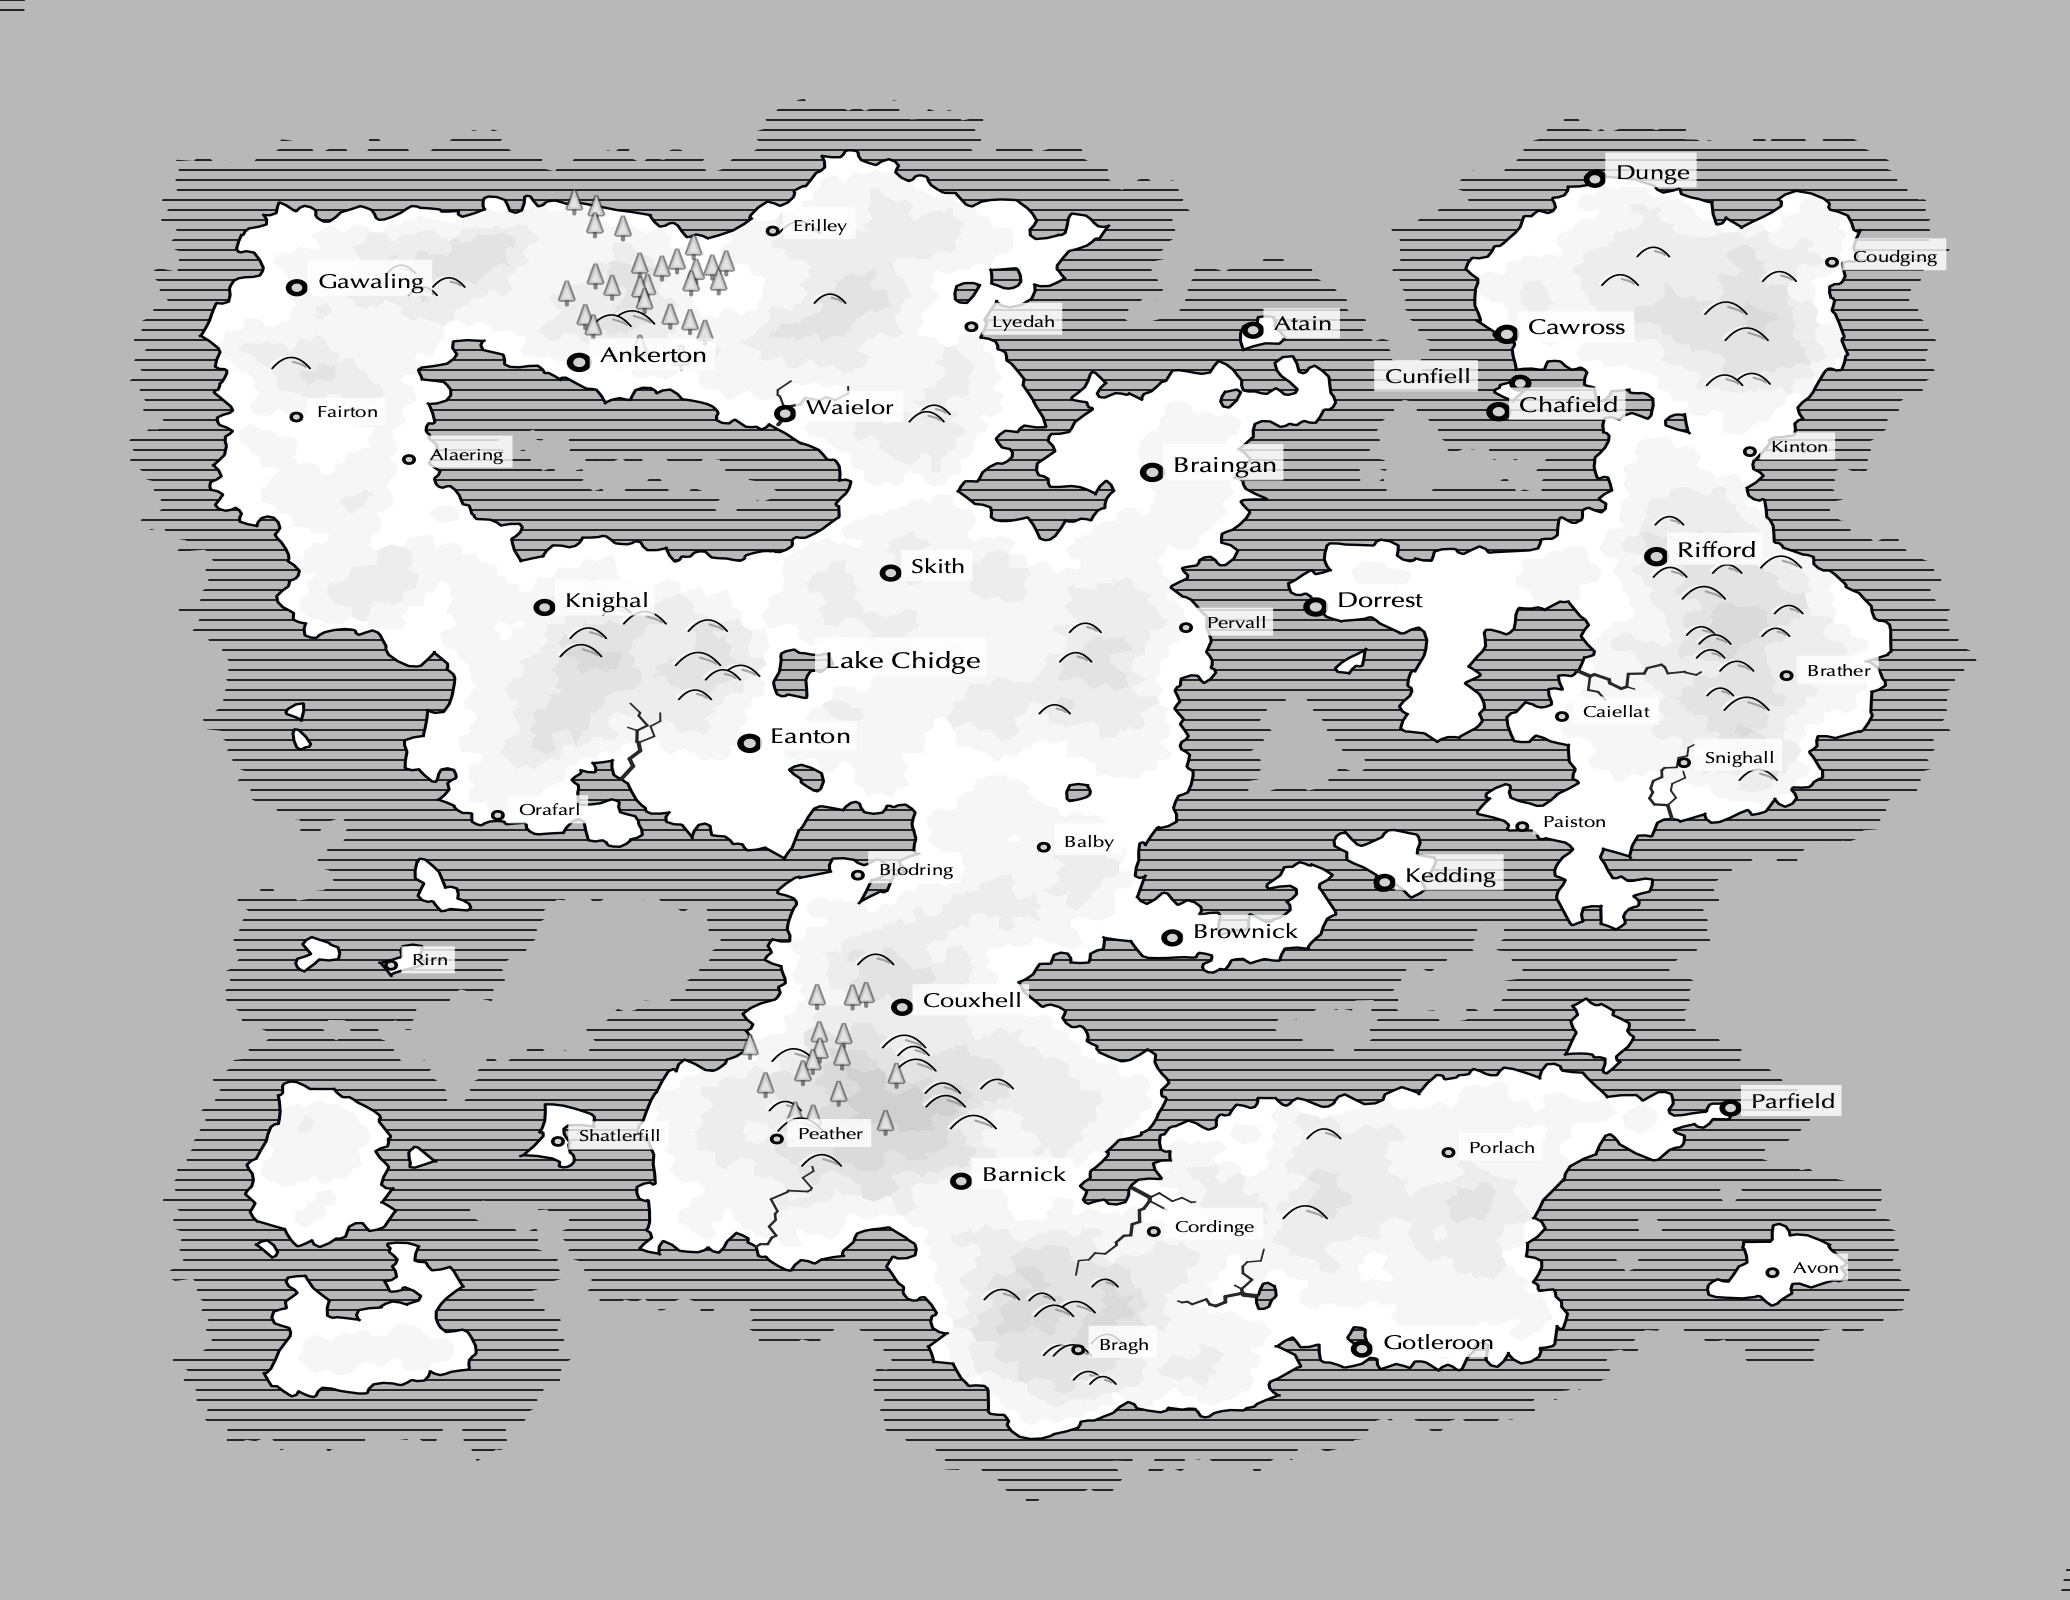 Dunge
Erilley
Coudging
Gawaling
Lyedah
Atain
Cawross
Ankerton
Cunfiell
Chafield
Fairton
Waielor
Kinton
Alaering
Braingan
Rifford
Skith
Knighal
Dorrest
Pervall
Lake Chidge
Brather
Caiellat
Eanton
Snighall
Orafarl
Paiston
Balby
Blodring
Kedding
Brownick
Rirn
Couxhell
Parfield
Shatlerfill
Peather
Porlach
Barnick
Cordinge
Avon
Bragh
Gotleroon